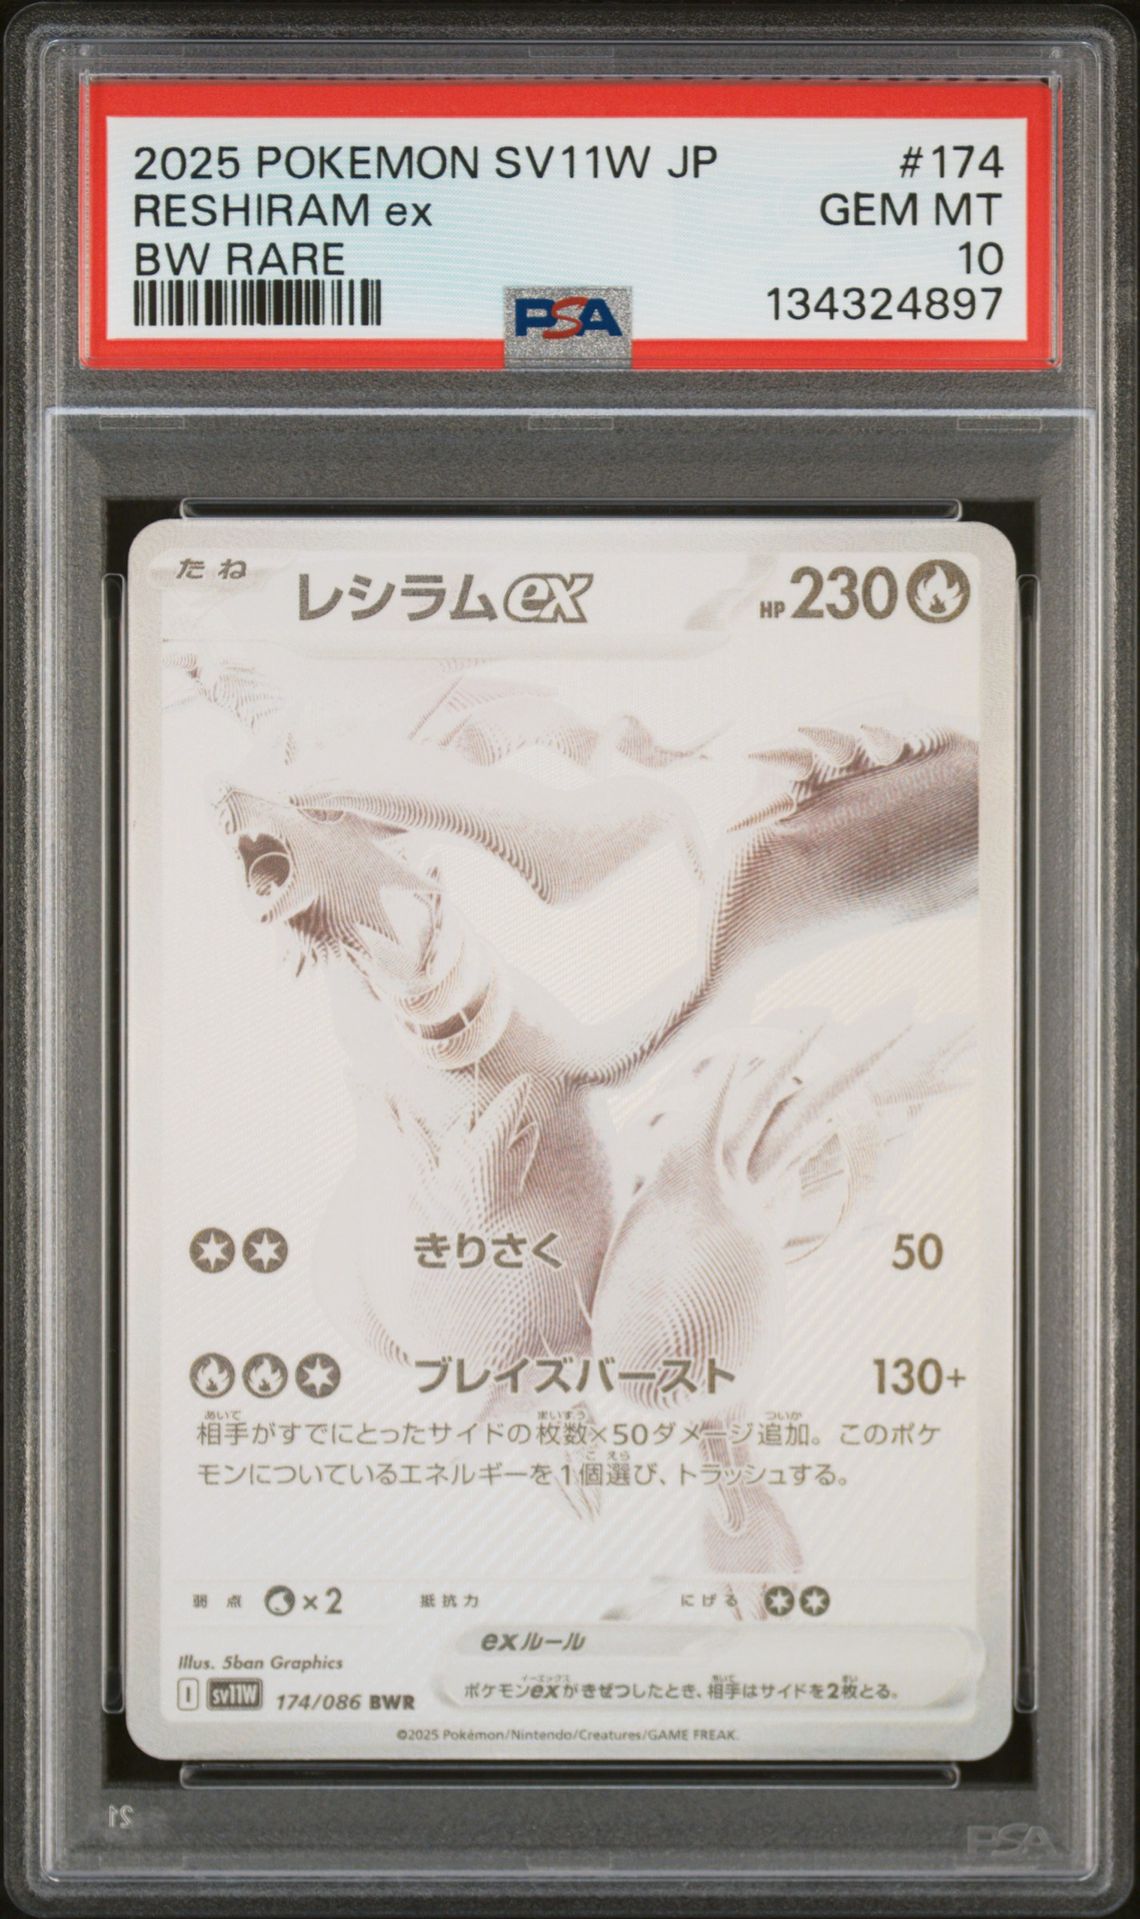 2025 POKEMON SV11W JP #174
RESHIRAM ex GEM MT
BW RARE 10
PSA 134324897
たね レシラムex HP230
きりさく 50
ブレイズバースト 130+
相手がすでにとったサイドの枚数×50ダメージ追加。このポケ
モンについているエネルギーを1個選び、トラッシュする。
弱点 ×2 抵抗力 にげる
exルール
Illus. 5ban Graphics
ポケモンexがきぜつしたとき、相手はサイドを2枚とる。
I sv11W 174/086 BWR
©2025 Pokémon/Nintendo/Creatures/GAME FREAK.
21 PSA